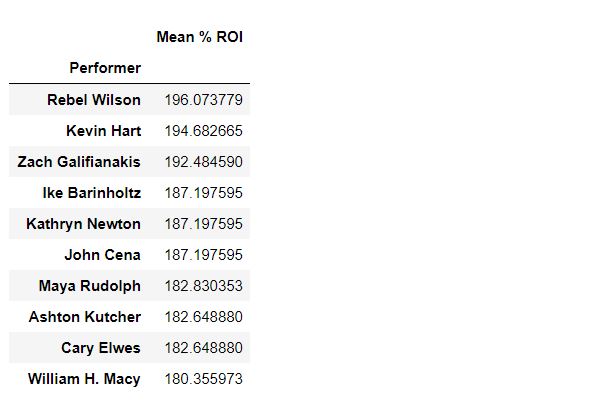 Mean % ROI
Performer
Rebel Wilson 196.073779
Kevin Hart 194.682665
Zach Galifianakis 192.484590
Ike Barinholtz 187.197595
Kathryn Newton 187.197595
John Cena 187.197595
Maya Rudolph 182.830353
Ashton Kutcher 182.648880
Cary Elwes 182.648880
William H. Macy 180.355973